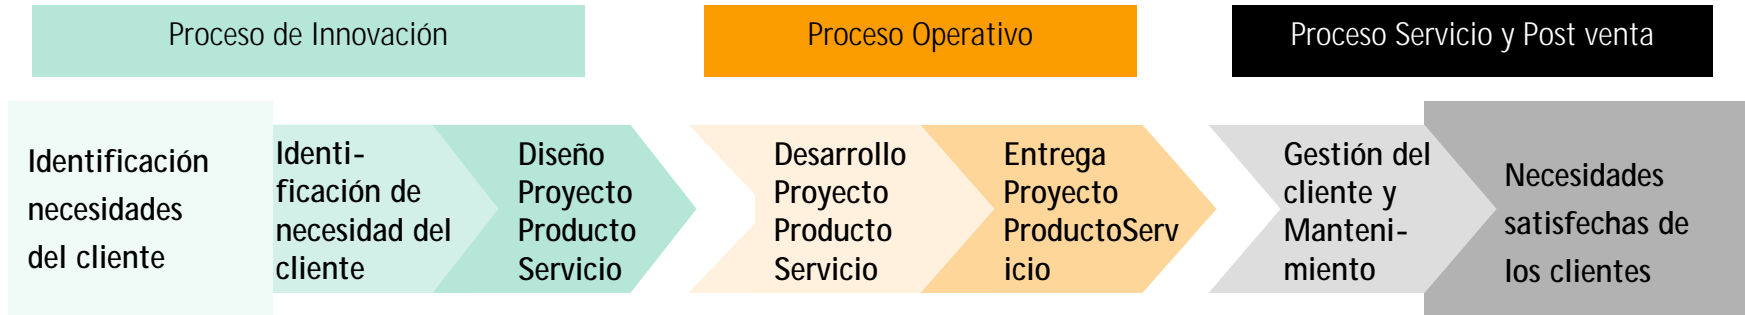 Proceso de Innovación
Proceso Operativo
Proceso Servicio y Post venta
Identificación
necesidades
del cliente
Identi-
ficación de
necesidad del
cliente
Diseño
Proyecto
Producto
Servicio
Desarrollo
Proyecto
Producto
Servicio
Entrega
Proyecto
ProductoServ
icio
Gestión del
cliente y
Manteni-
miento
Necesidades
satisfechas de
los clientes